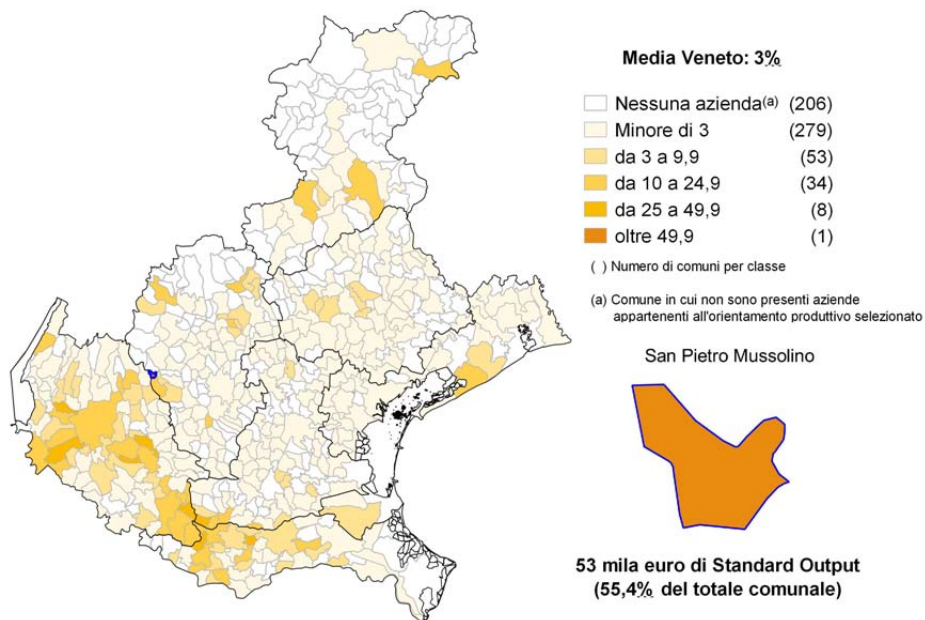 Media Veneto: 3%
Nessuna azienda(a) (206)
Minore di 3 (279)
da 3 a 9,9 (53)
da 10 a 24,9 (34)
da 25 a 49,9 (8)
oltre 49,9 (1)
( ) Numero di comuni per classe
(a) Comune in cui non sono presenti aziende
appartenenti all'orientamento produttivo selezionato
San Pietro Mussolino
53 mila euro di Standard Output
(55,4% del totale comunale)